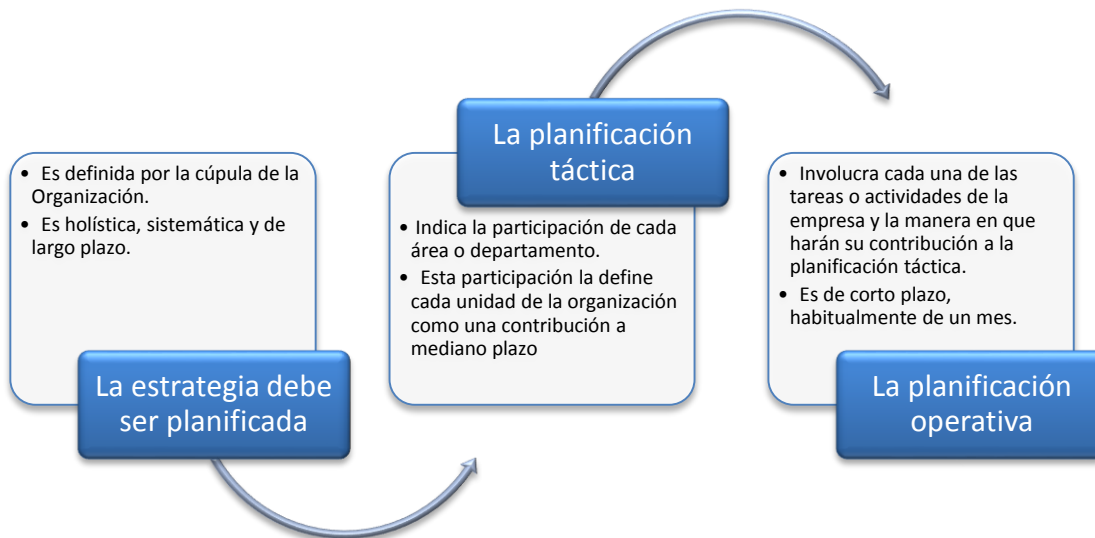 • Es definida por la cúpula de la
Organización.
• Es holística, sistemática y de
largo plazo.
La estrategia debe
ser planificada
La planificación
táctica
• Indica la participación de cada
área o departamento.
• Esta participación la define
cada unidad de la organización
como una contribución a
mediano plazo
• Involucra cada una de las
tareas o actividades de la
empresa y la manera en que
harán su contribución a la
planificación táctica.
• Es de corto plazo,
habitualmente de un mes.
La planificación
operativa